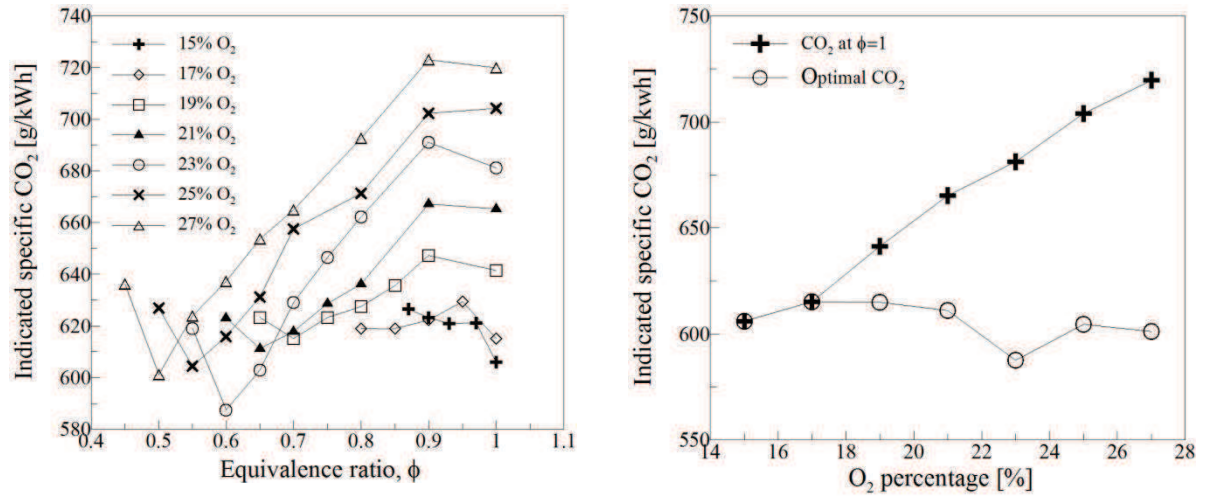 Indicated specific CO₂ [g/kWh]
740
720
700
680
660
640
620
600
580
15% O₂
17% O₂
19% O₂
21% O₂
23% O₂
25% O₂
27% O₂
0.4 0.5 0.6 0.7 0.8 0.9 1 1.1
Equivalence ratio, ϕ
Indicated specific CO₂ [g/kwh]
750
700
650
600
550
CO₂ at ϕ=1
Optimal CO₂
14 16 18 20 22 24 26 28
O₂ percentage [%]